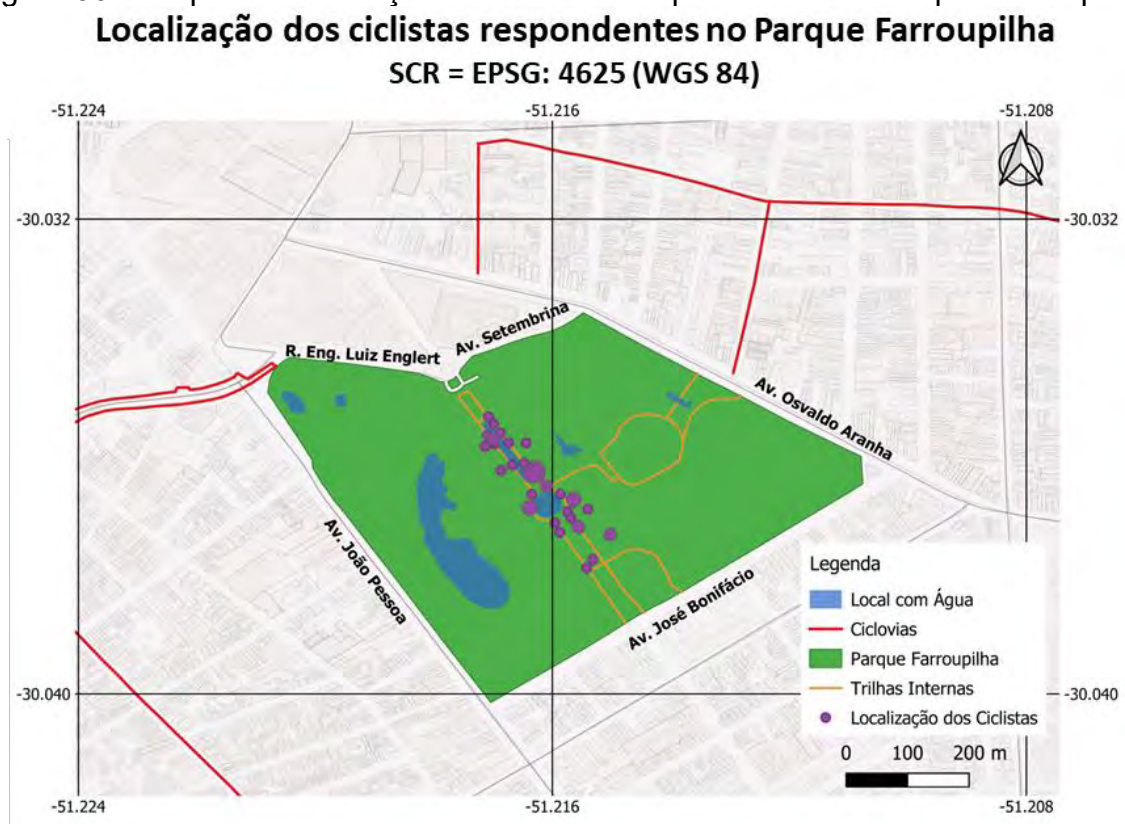 Localização dos ciclistas respondentes no Parque Farroupilha
SCR = EPSG: 4625 (WGS 84)
-51.224 -51.216 -51.208
-30.032 -30.032
Av. Setembrina
R. Eng. Luiz Englert
Av. Osvaldo Aranha
Av. João Pessoa
Av. José Bonifácio
Legenda
Local com Água
Ciclovias
Parque Farroupilha
Trilhas Internas
Localização dos Ciclistas
-30.040 -30.040
0 100 200 m
-51.224 -51.216 -51.208